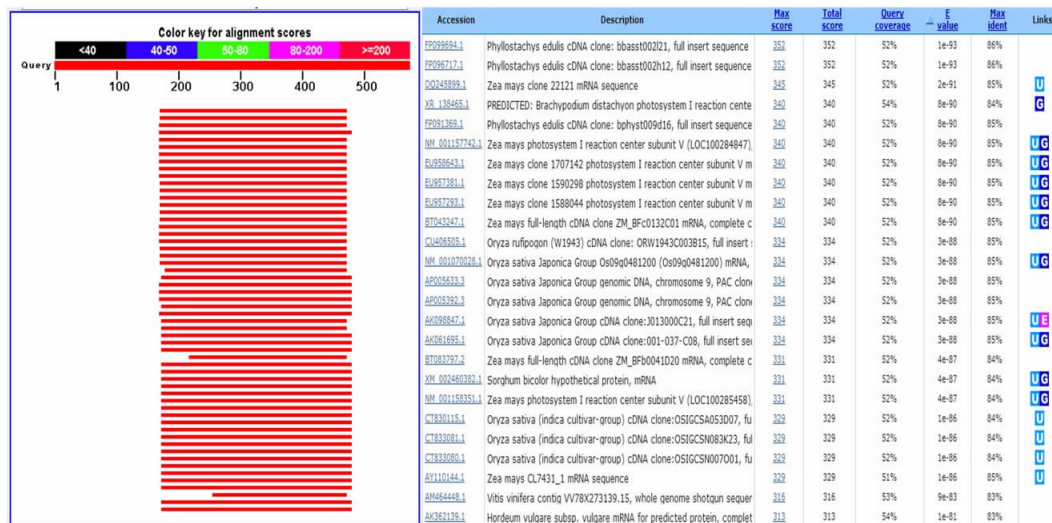 Color key for alignment scores
<40 40-50 50-80 80-200 >=200
Query
1 100 200 300 400 500
Accession Description Max score Total score Query coverage E value Max ident Links
FP099694.1 Phyllostachys edulis cDNA clone: bbasst002l21, full insert sequence 352 352 52% 1e-93 86%
FP096717.1 Phyllostachys edulis cDNA clone: bbasst002h12, full insert sequence 352 352 52% 1e-93 86%
DQ245899.1 Zea mays clone 22121 mRNA sequence 345 345 52% 2e-91 85% U
XR_138465.1 PREDICTED: Brachypodium distachyon photosystem I reaction cente 340 340 54% 8e-90 84% G
FP091369.1 Phyllostachys edulis cDNA clone: bphyst009d16, full insert sequence 340 340 52% 8e-90 85%
NM_001157742.1 Zea mays photosystem I reaction center subunit V (LOC100284847), 340 340 52% 8e-90 85% U G
EU958643.1 Zea mays clone 1707142 photosystem I reaction center subunit V m 340 340 52% 8e-90 85% U G
EU957381.1 Zea mays clone 1590298 photosystem I reaction center subunit V m 340 340 52% 8e-90 85% U G
EU957293.1 Zea mays clone 1588044 photosystem I reaction center subunit V m 340 340 52% 8e-90 85% U G
BT043247.1 Zea mays full-length cDNA clone ZM_BFc0132C01 mRNA, complete c 340 340 52% 8e-90 85% U G
CU406505.1 Oryza rufipogon (W1943) cDNA clone: ORW1943C003B15, full insert 334 334 52% 3e-88 85%
NM_001070028.1 Oryza sativa Japonica Group Os09g0481200 (Os09g0481200) mRNA, 334 334 52% 3e-88 85% U G
AP005633.3 Oryza sativa Japonica Group genomic DNA, chromosome 9, PAC clon 334 334 52% 3e-88 85%
AP005392.3 Oryza sativa Japonica Group genomic DNA, chromosome 9, PAC clon 334 334 52% 3e-88 85%
AK098847.1 Oryza sativa Japonica Group cDNA clone:J013000C21, full insert seq 334 334 52% 3e-88 85% U E
AK061695.1 Oryza sativa Japonica Group cDNA clone:001-037-C08, full insert se 334 334 52% 3e-88 85% U G
BT083797.2 Zea mays full-length cDNA clone ZM_BFb0041D20 mRNA, complete c 331 331 52% 4e-87 84%
XM_002460382.1 Sorghum bicolor hypothetical protein, mRNA 331 331 52% 4e-87 84% U G
NM_001158351.1 Zea mays photosystem I reaction center subunit V (LOC100285458), 331 331 52% 4e-87 84% U G
CT830115.1 Oryza sativa (indica cultivar-group) cDNA clone:OSIGCSA053D07, fu 329 329 52% 1e-86 84% U
CT833081.1 Oryza sativa (indica cultivar-group) cDNA clone:OSIGCSN083K23, ful 329 329 52% 1e-86 84% U
CT833080.1 Oryza sativa (indica cultivar-group) cDNA clone:OSIGCSN007O01, fu 329 329 52% 1e-86 84% U
AY110144.1 Zea mays CL7431_1 mRNA sequence 329 329 51% 1e-86 85% U
AM464448.1 Vitis vinifera contig VV78X273139.15, whole genome shotgun sequer 316 316 53% 9e-83 83%
AK362139.1 Hordeum vulgare subsp. vulgare mRNA for predicted protein, complet 313 313 54% 1e-81 83%